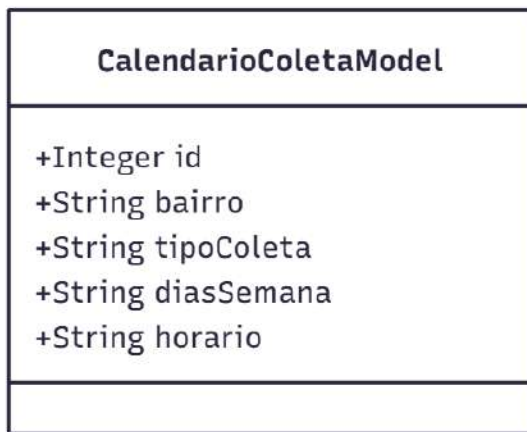 CalendarioColetaModel
+Integer id
+String bairro
+String tipoColeta
+String diasSemana
+String horario